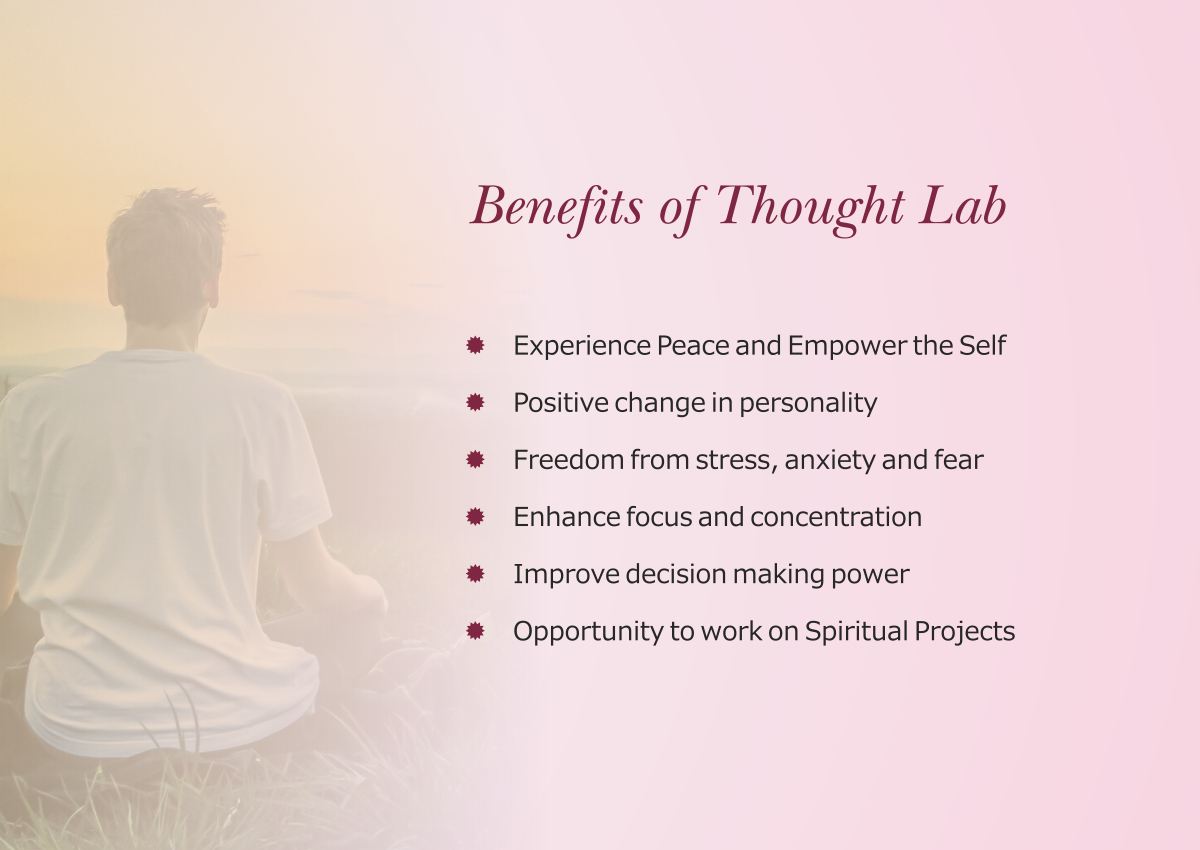 Benefits of Thought Lab
Experience Peace and Empower the Self
Positive change in personality
Freedom from stress, anxiety and fear
Enhance focus and concentration
Improve decision making power
Opportunity to work on Spiritual Projects